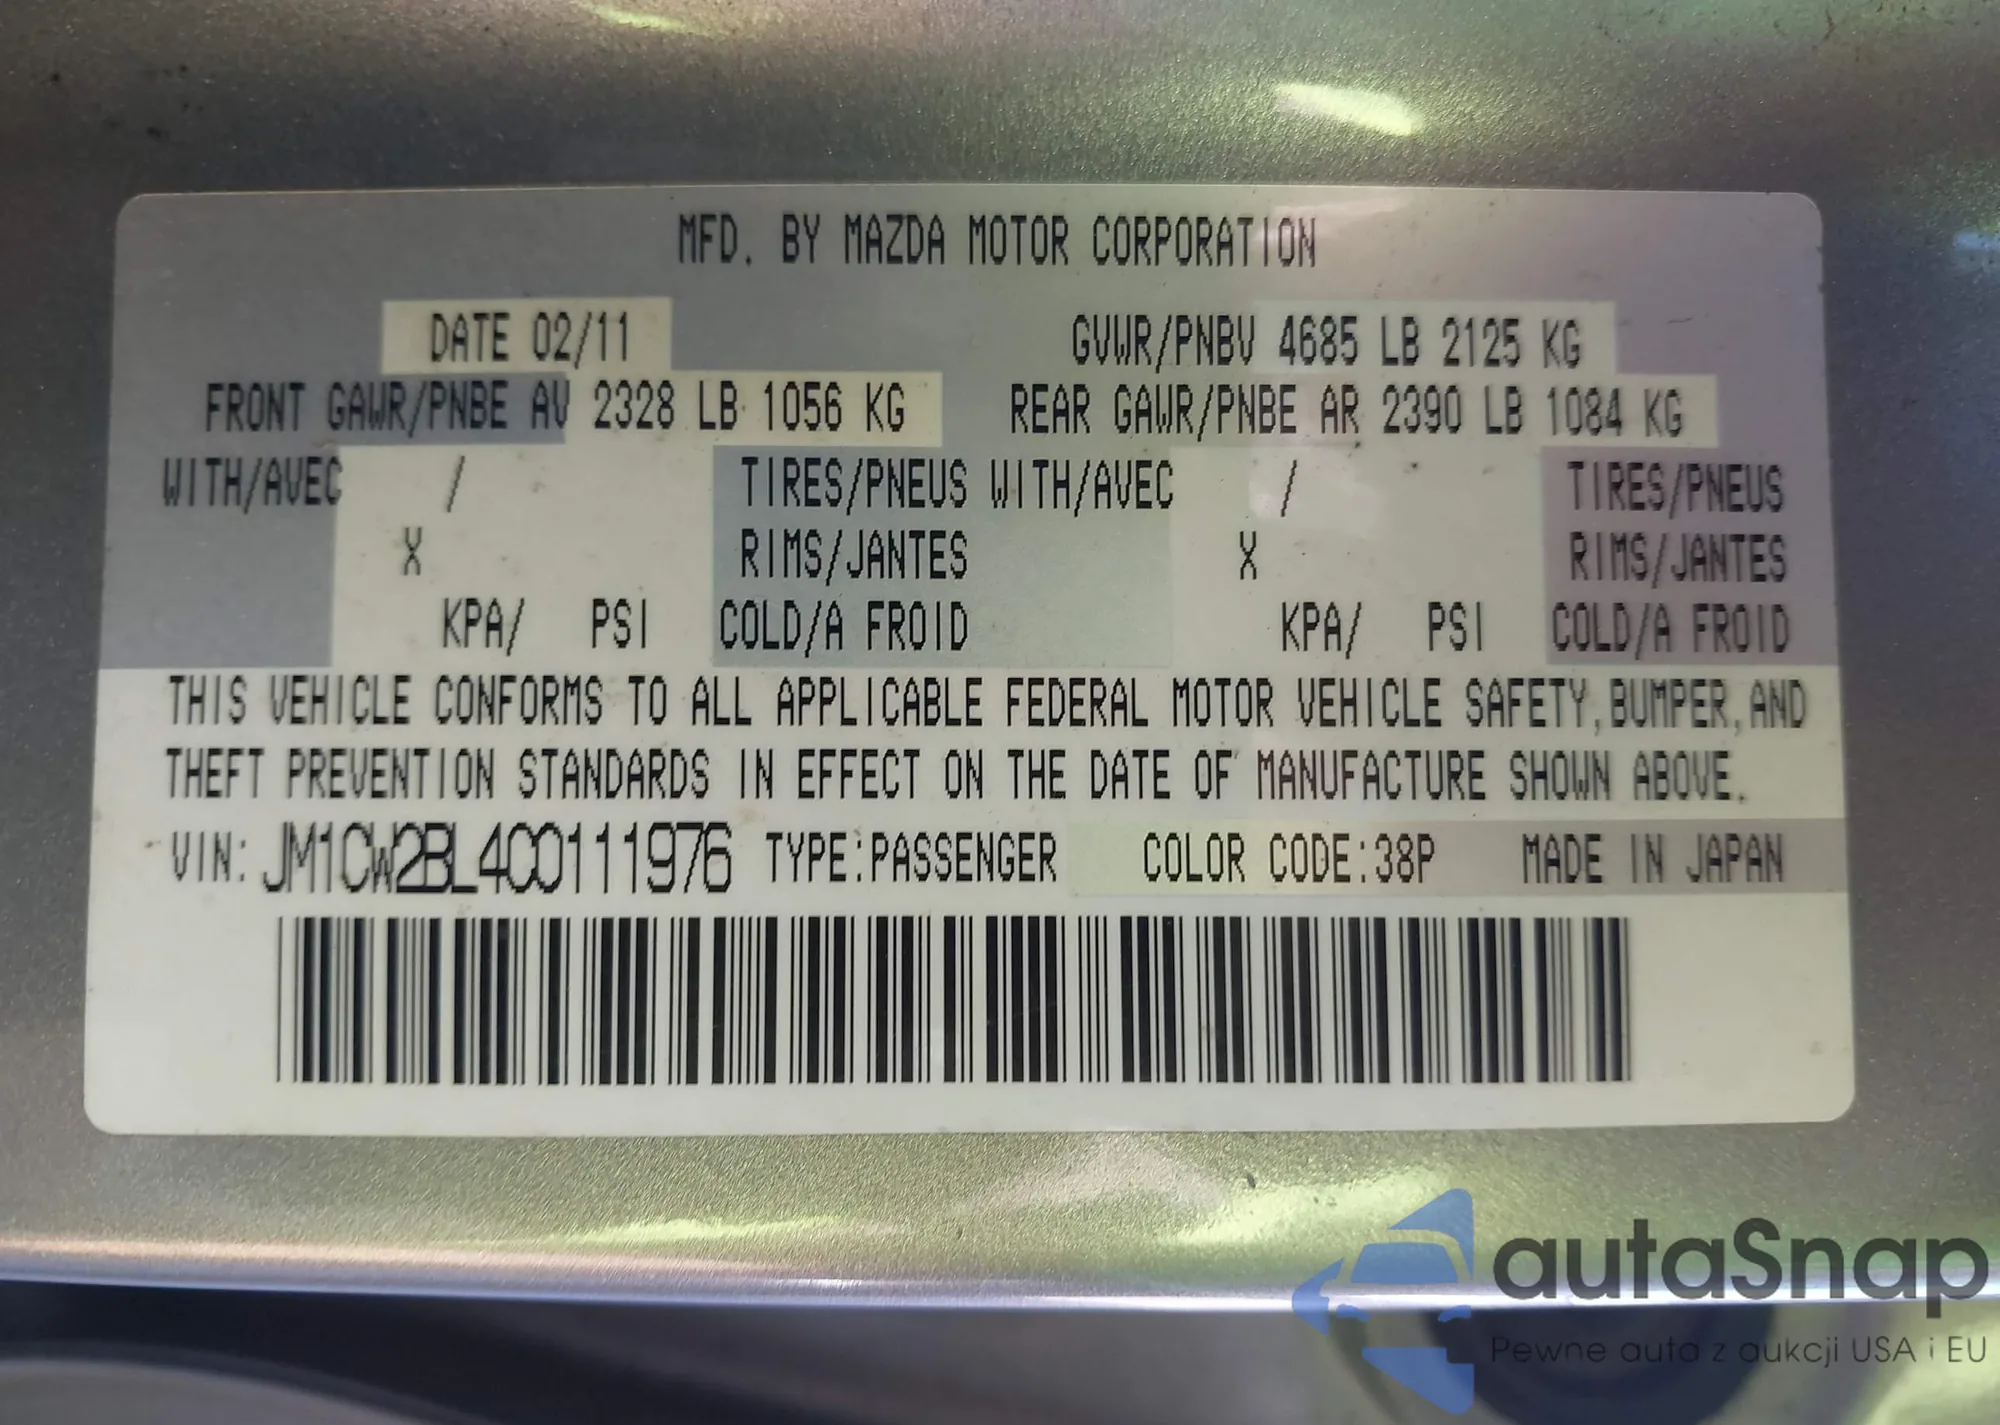 MFD. BY MAZDA MOTOR CORPORATION
DATE 02/11 GVWR/PNBV 4685 LB 2125 KG
FRONT GAWR/PNBE AV 2328 LB 1056 KG REAR GAWR/PNBE AR 2390 LB 1084 KG
WITH/AVEC / TIRES/PNEUS WITH/AVEC / TIRES/PNEUS
X RIMS/JANTES X RIMS/JANTES
KPA/ PSI COLD/A FROID KPA/ PSI COLD/A FROID
THIS VEHICLE CONFORMS TO ALL APPLICABLE FEDERAL MOTOR VEHICLE SAFETY, BUMPER, AND
THEFT PREVENTION STANDARDS IN EFFECT ON THE DATE OF MANUFACTURE SHOWN ABOVE.
VIN: JM1CW2BL4C0111976 TYPE:PASSENGER COLOR CODE:38P MADE IN JAPAN
autaSnap
Pewne auta z aukcji USA i EU